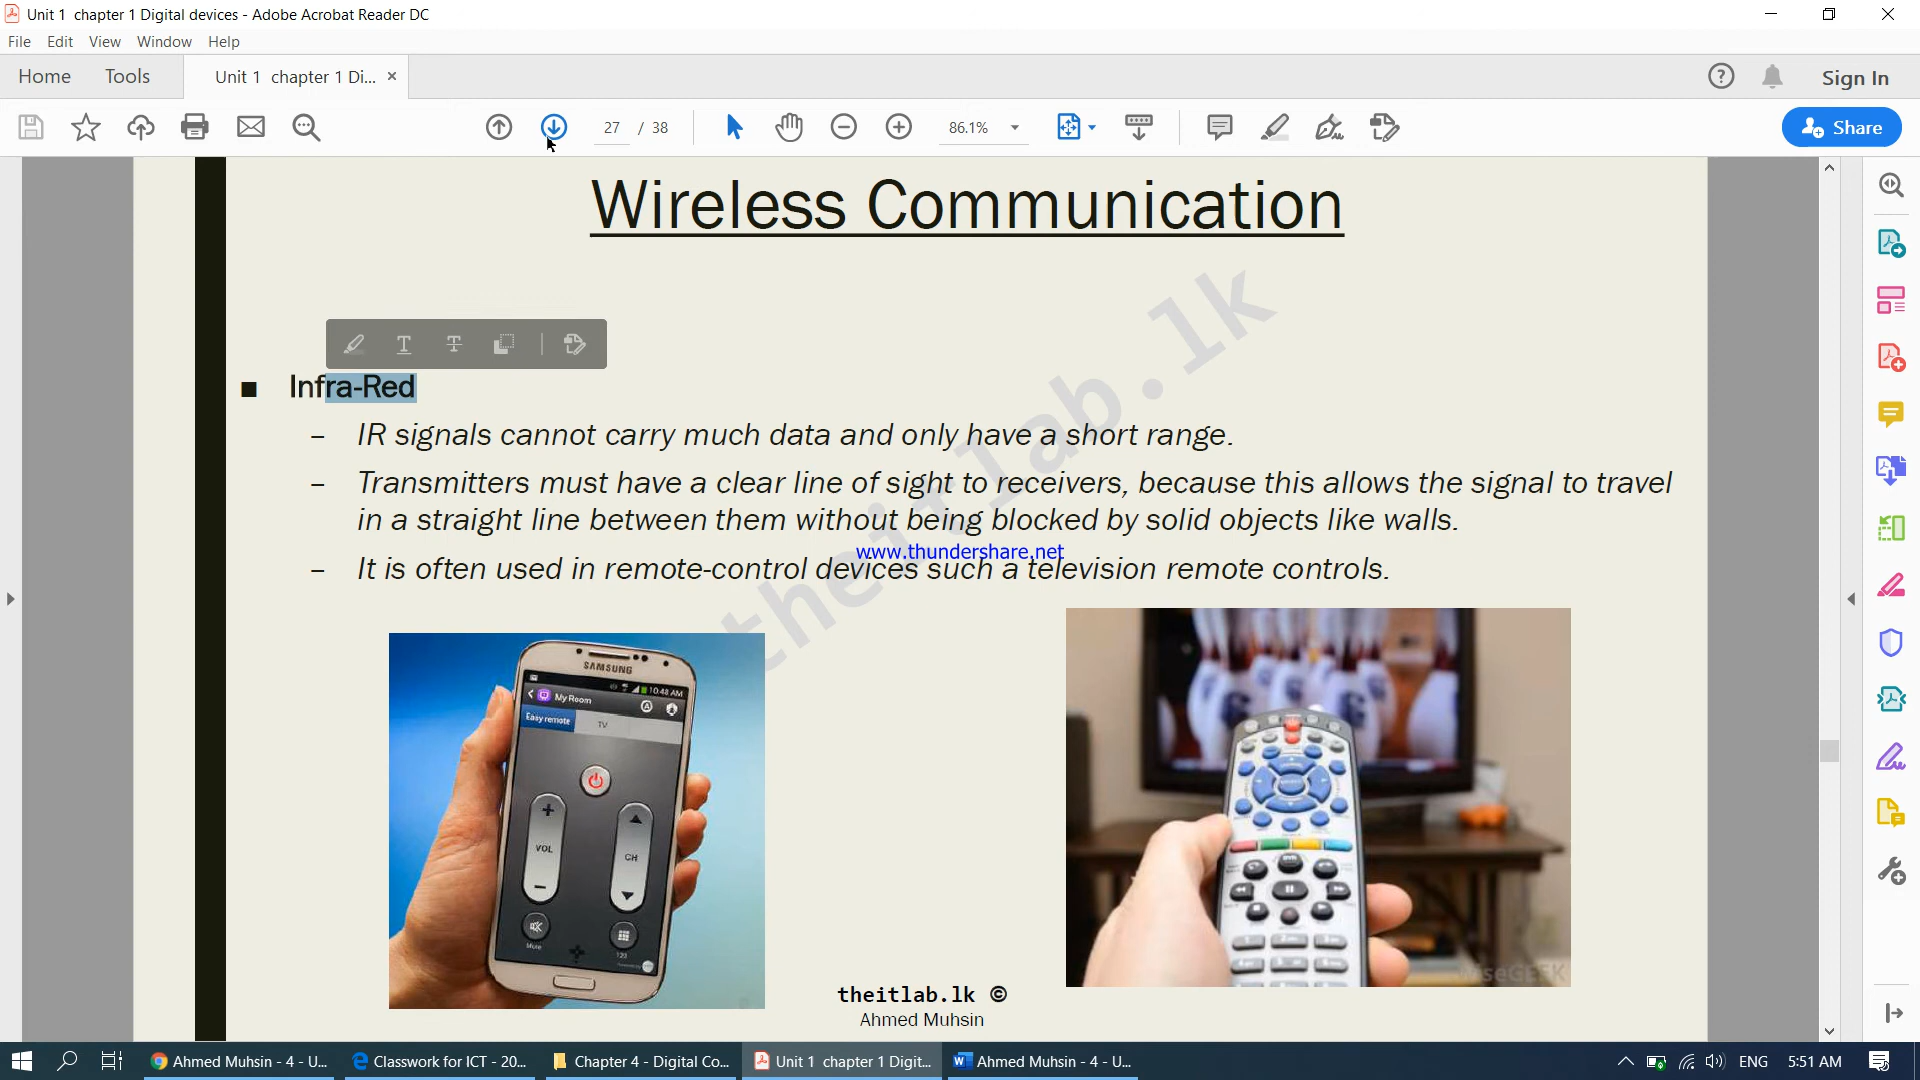 Unit 1 chapter 1 Digital devices - Adobe Acrobat Reader DC
File Edit View Window Help
Home Tools Unit 1 chapter 1 Di... × Sign In
27 / 38 86.1% Share
Wireless Communication
Infra-Red
– IR signals cannot carry much data and only have a short range.
– Transmitters must have a clear line of sight to receivers, because this allows the signal to travel
in a straight line between them without being blocked by solid objects like walls.
www.thundershare.net
– It is often used in remote-control devices such a television remote controls.
theitlab.lk
SAMSUNG
10:48 AM
My Room
Easy remote TV
VOL CH
Mute 123
wiseGEEK
theitlab.lk ©
Ahmed Muhsin
Ahmed Muhsin - 4 - U... Classwork for ICT - 20... Chapter 4 - Digital Co... Unit 1 chapter 1 Digit... Ahmed Muhsin - 4 - U... ENG 5:51 AM